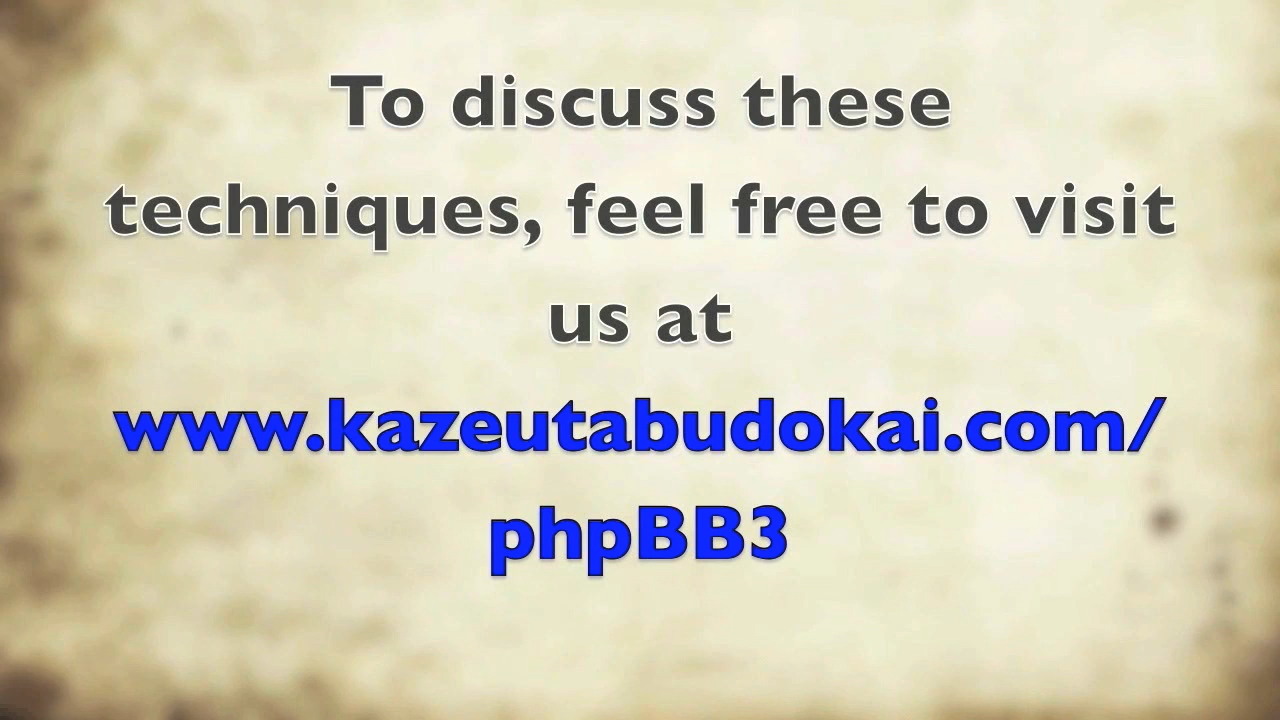 To discuss these
techniques, feel free to visit
us at
www.kazeutabudokai.com/
phpBB3